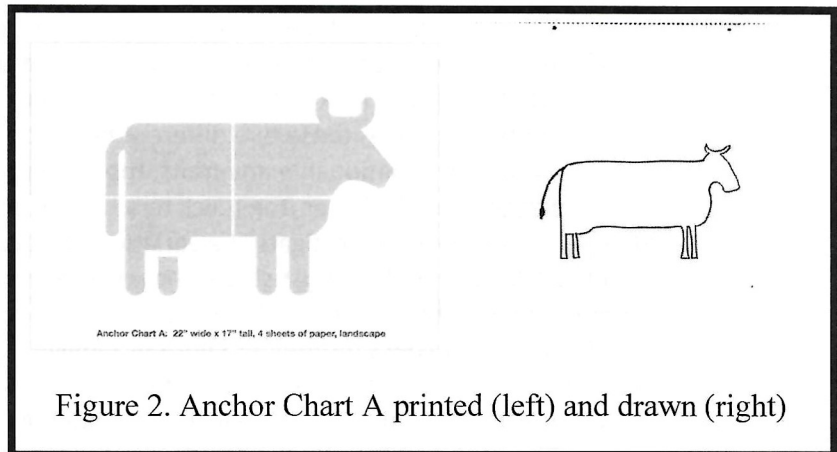 Anchor Chart A: 22" wide x 17" tall, 4 sheets of paper, landscape
Figure 2. Anchor Chart A printed (left) and drawn (right)